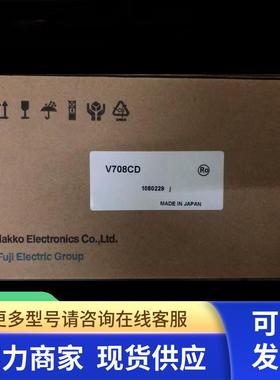 V708CD
Ro
1080229 j
MADE IN JAPAN
Hakko Electronics Co.,Ltd.
Fuji Electric Group
更多型号请咨询在线客服
可
力商家 现货供应